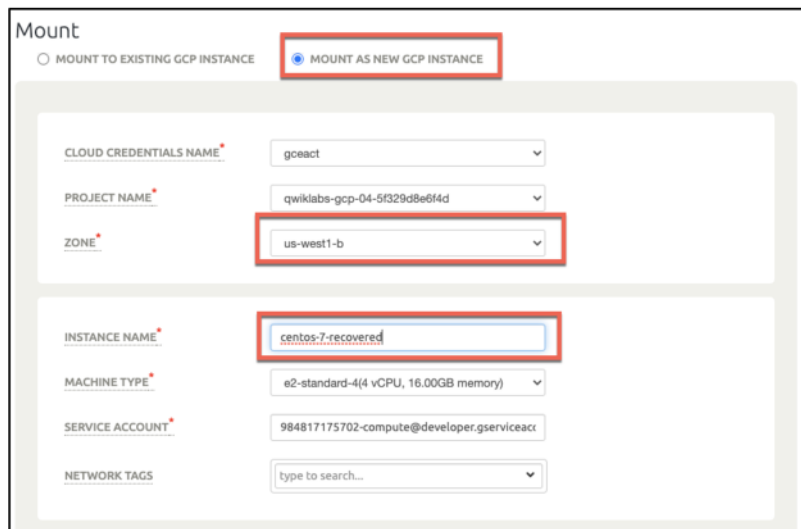 Mount
MOUNT TO EXISTING GCP INSTANCE MOUNT AS NEW GCP INSTANCE
CLOUD CREDENTIALS NAME* gceact
PROJECT NAME* qwiklabs-gcp-04-5f329d8e6f4d
ZONE* us-west1-b
INSTANCE NAME* centos-7-recovered
MACHINE TYPE* e2-standard-4(4 vCPU, 16.00GB memory)
SERVICE ACCOUNT* 984817175702-compute@developer.gserviceacc
NETWORK TAGS type to search...